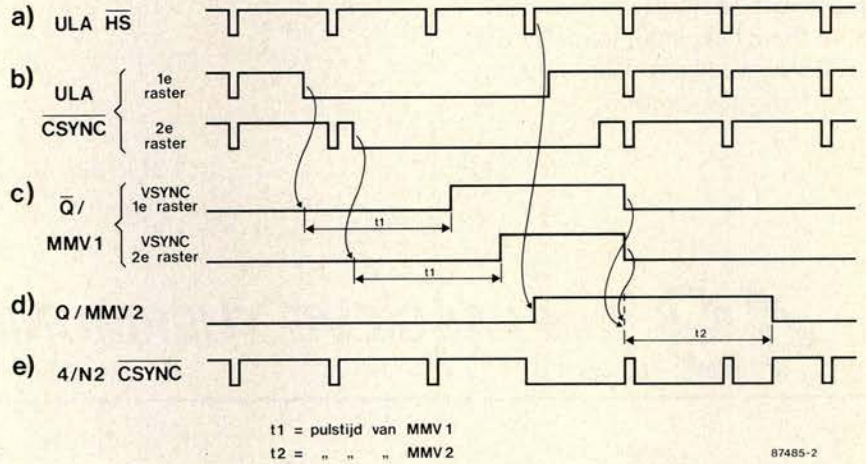 a) ULA HS
b) ULA CSYNC
1e raster
2e raster
c) Q / MMV 1
VSYNC 1e raster
VSYNC 2e raster
t1
t1
d) Q / MMV 2
t2
e) 4/N2 CSYNC
t1 = pulstijd van MMV 1
t2 = „ „ „ MMV 2
87485-2